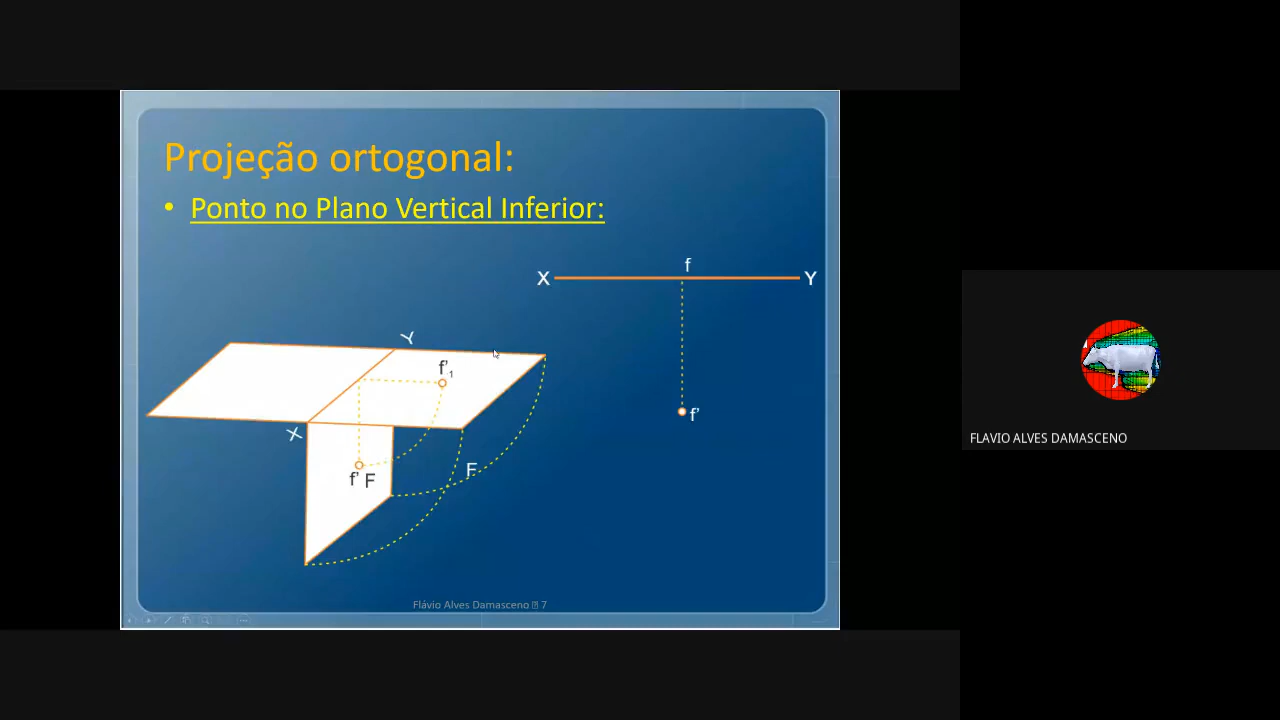 Projeção ortogonal:
• Ponto no Plano Vertical Inferior:
f
X
Y
Y
f'1
X
f'
F
f' F
FLAVIO ALVES DAMASCENO
Flávio Alves Damasceno 7